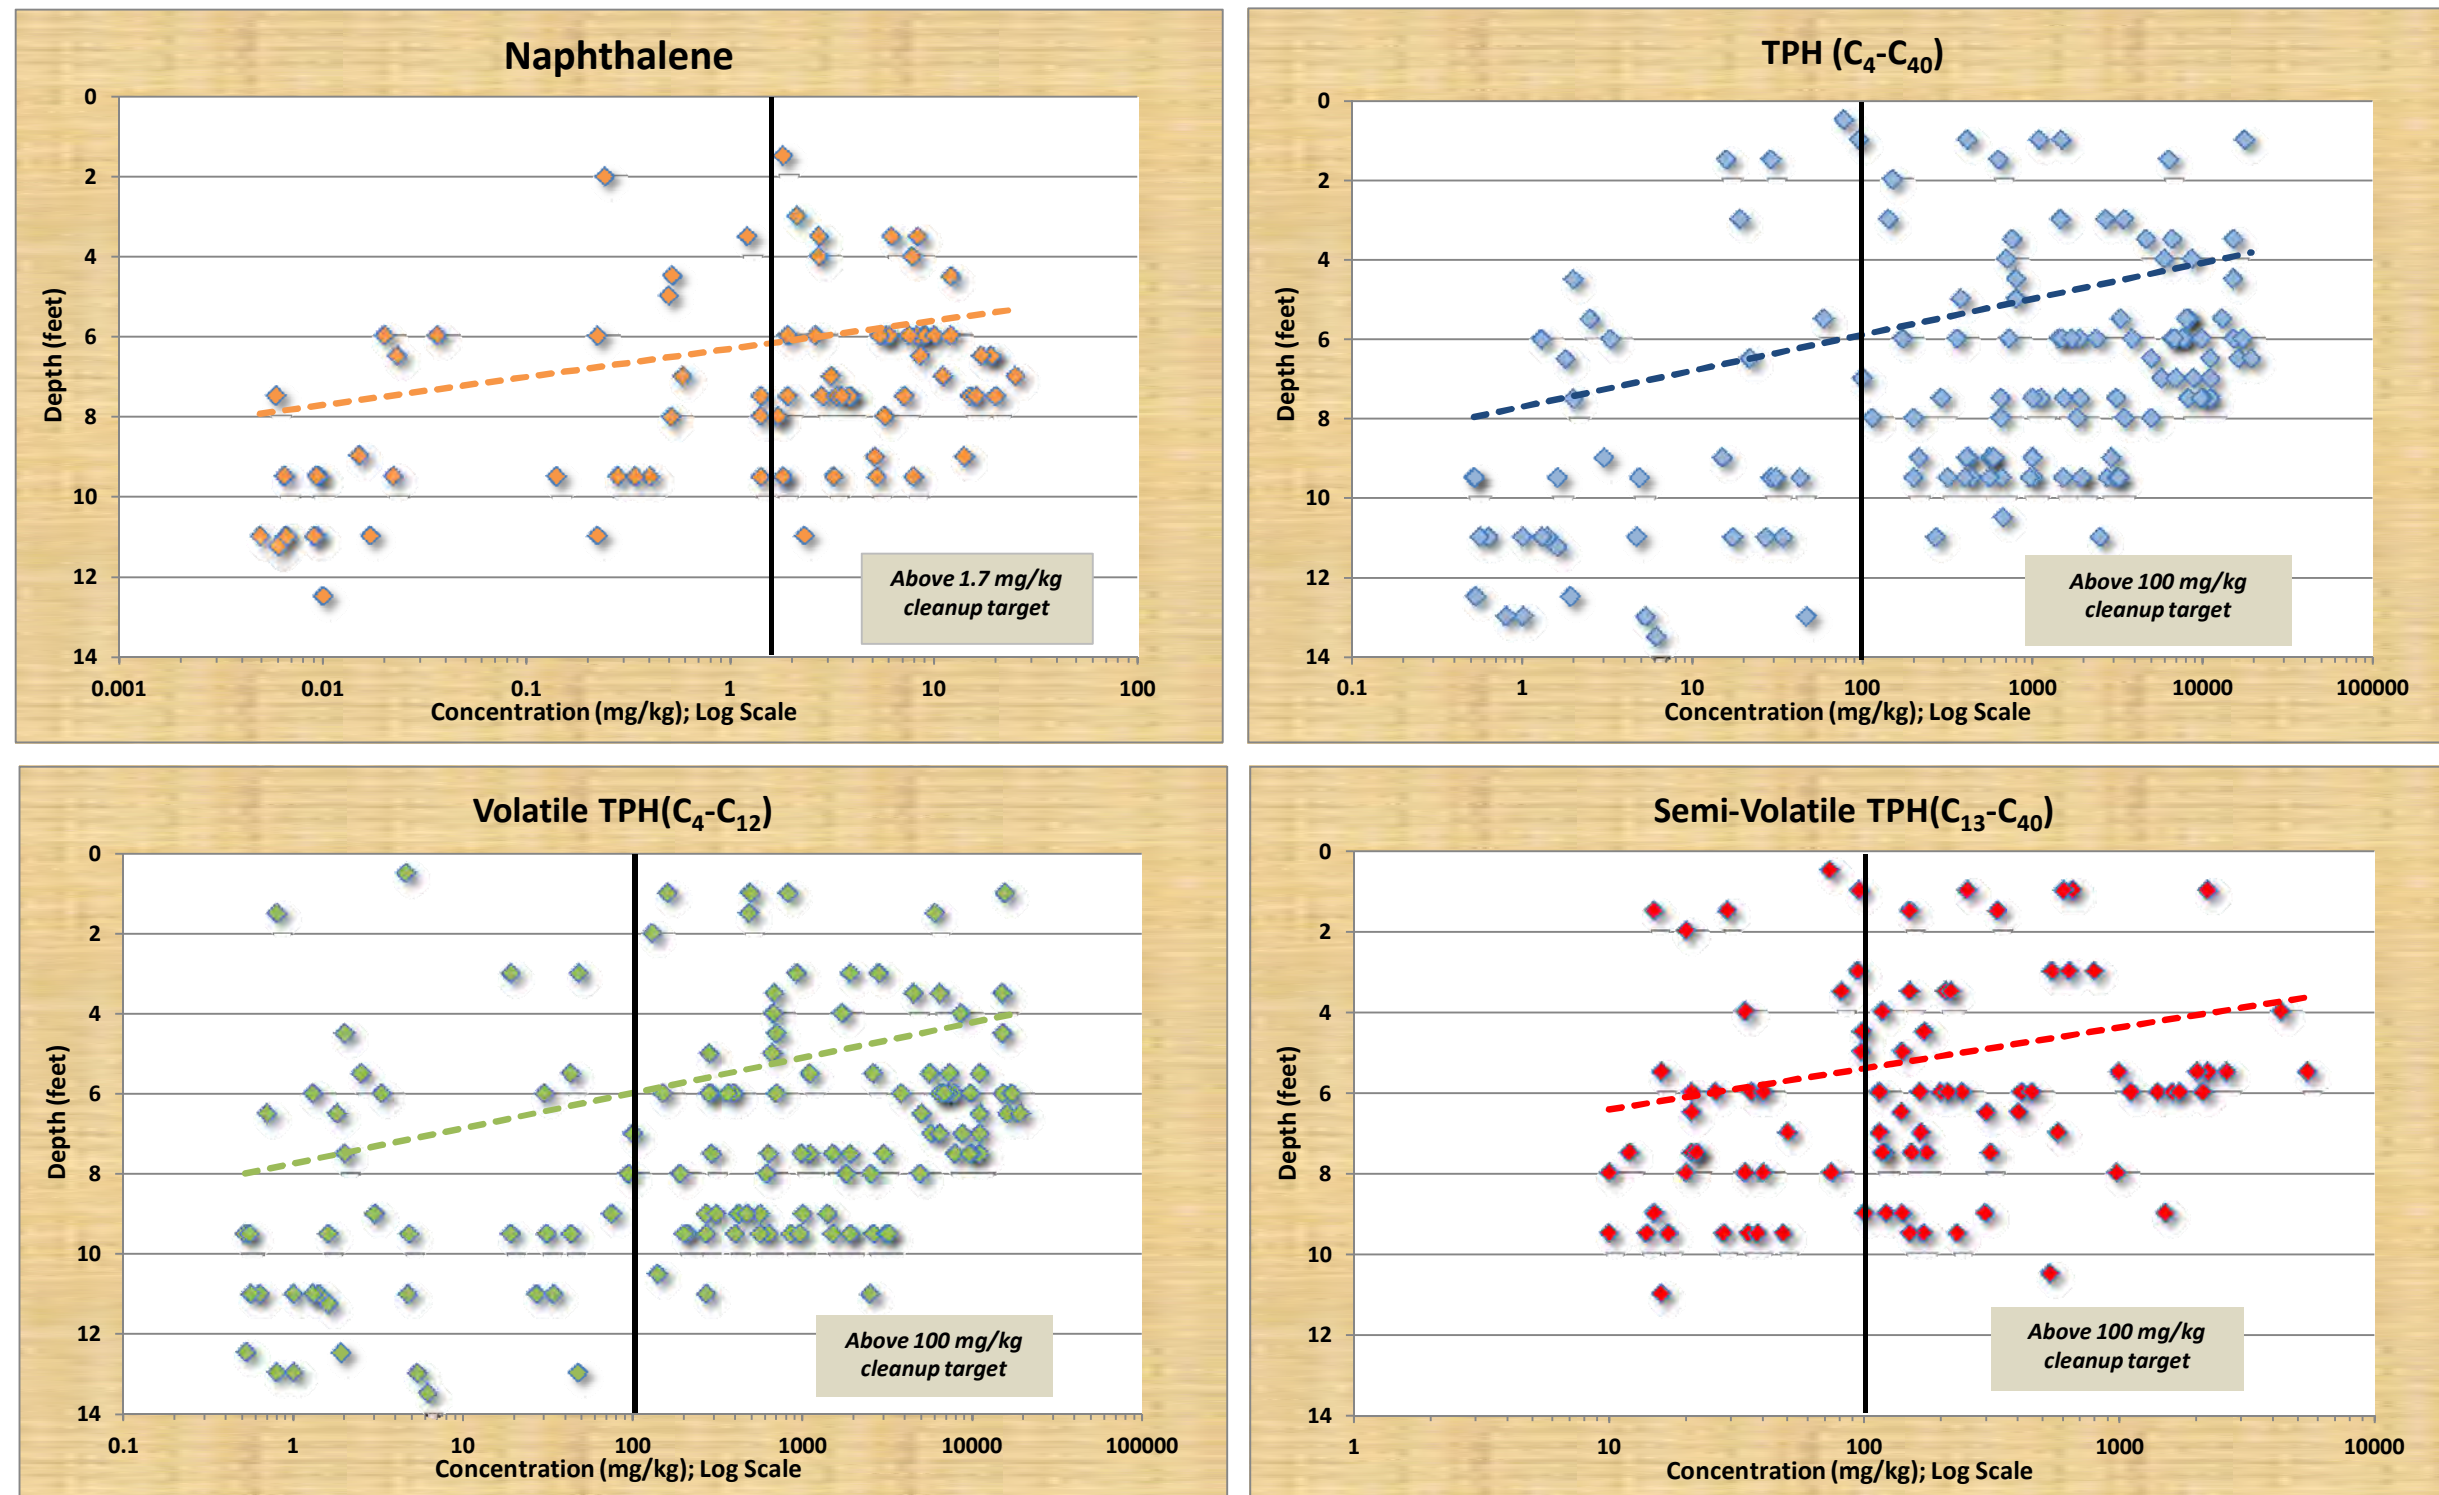 Naphthalene
0
2
4
6
8
10
12
14
Depth (feet)
Above 1.7 mg/kg
cleanup target
0.001 0.01 0.1 1 10 100
Concentration (mg/kg); Log Scale
TPH (C4-C40)
0
2
4
6
8
10
12
14
Depth (feet)
Above 100 mg/kg
cleanup target
0.1 1 10 100 1000 10000 100000
Concentration (mg/kg); Log Scale
Volatile TPH(C4-C12)
0
2
4
6
8
10
12
14
Depth (feet)
Above 100 mg/kg
cleanup target
0.1 1 10 100 1000 10000 100000
Concentration (mg/kg); Log Scale
Semi-Volatile TPH(C13-C40)
0
2
4
6
8
10
12
14
Depth (feet)
Above 100 mg/kg
cleanup target
1 10 100 1000 10000
Concentration (mg/kg); Log Scale